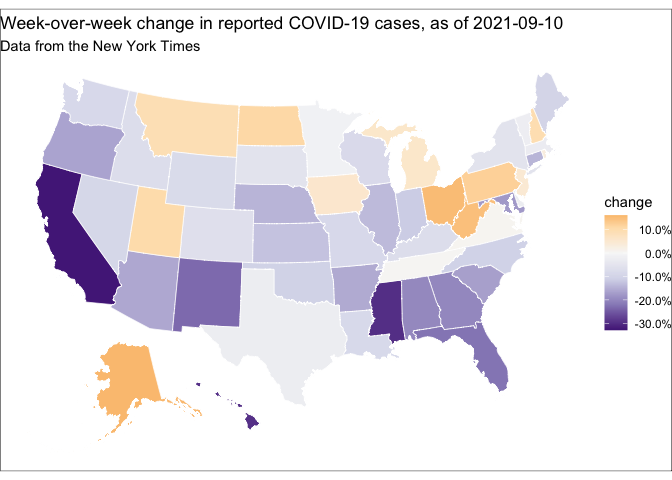 Week-over-week change in reported COVID-19 cases, as of 2021-09-10
Data from the New York Times
change
10.0%
0.0%
-10.0%
-20.0%
-30.0%